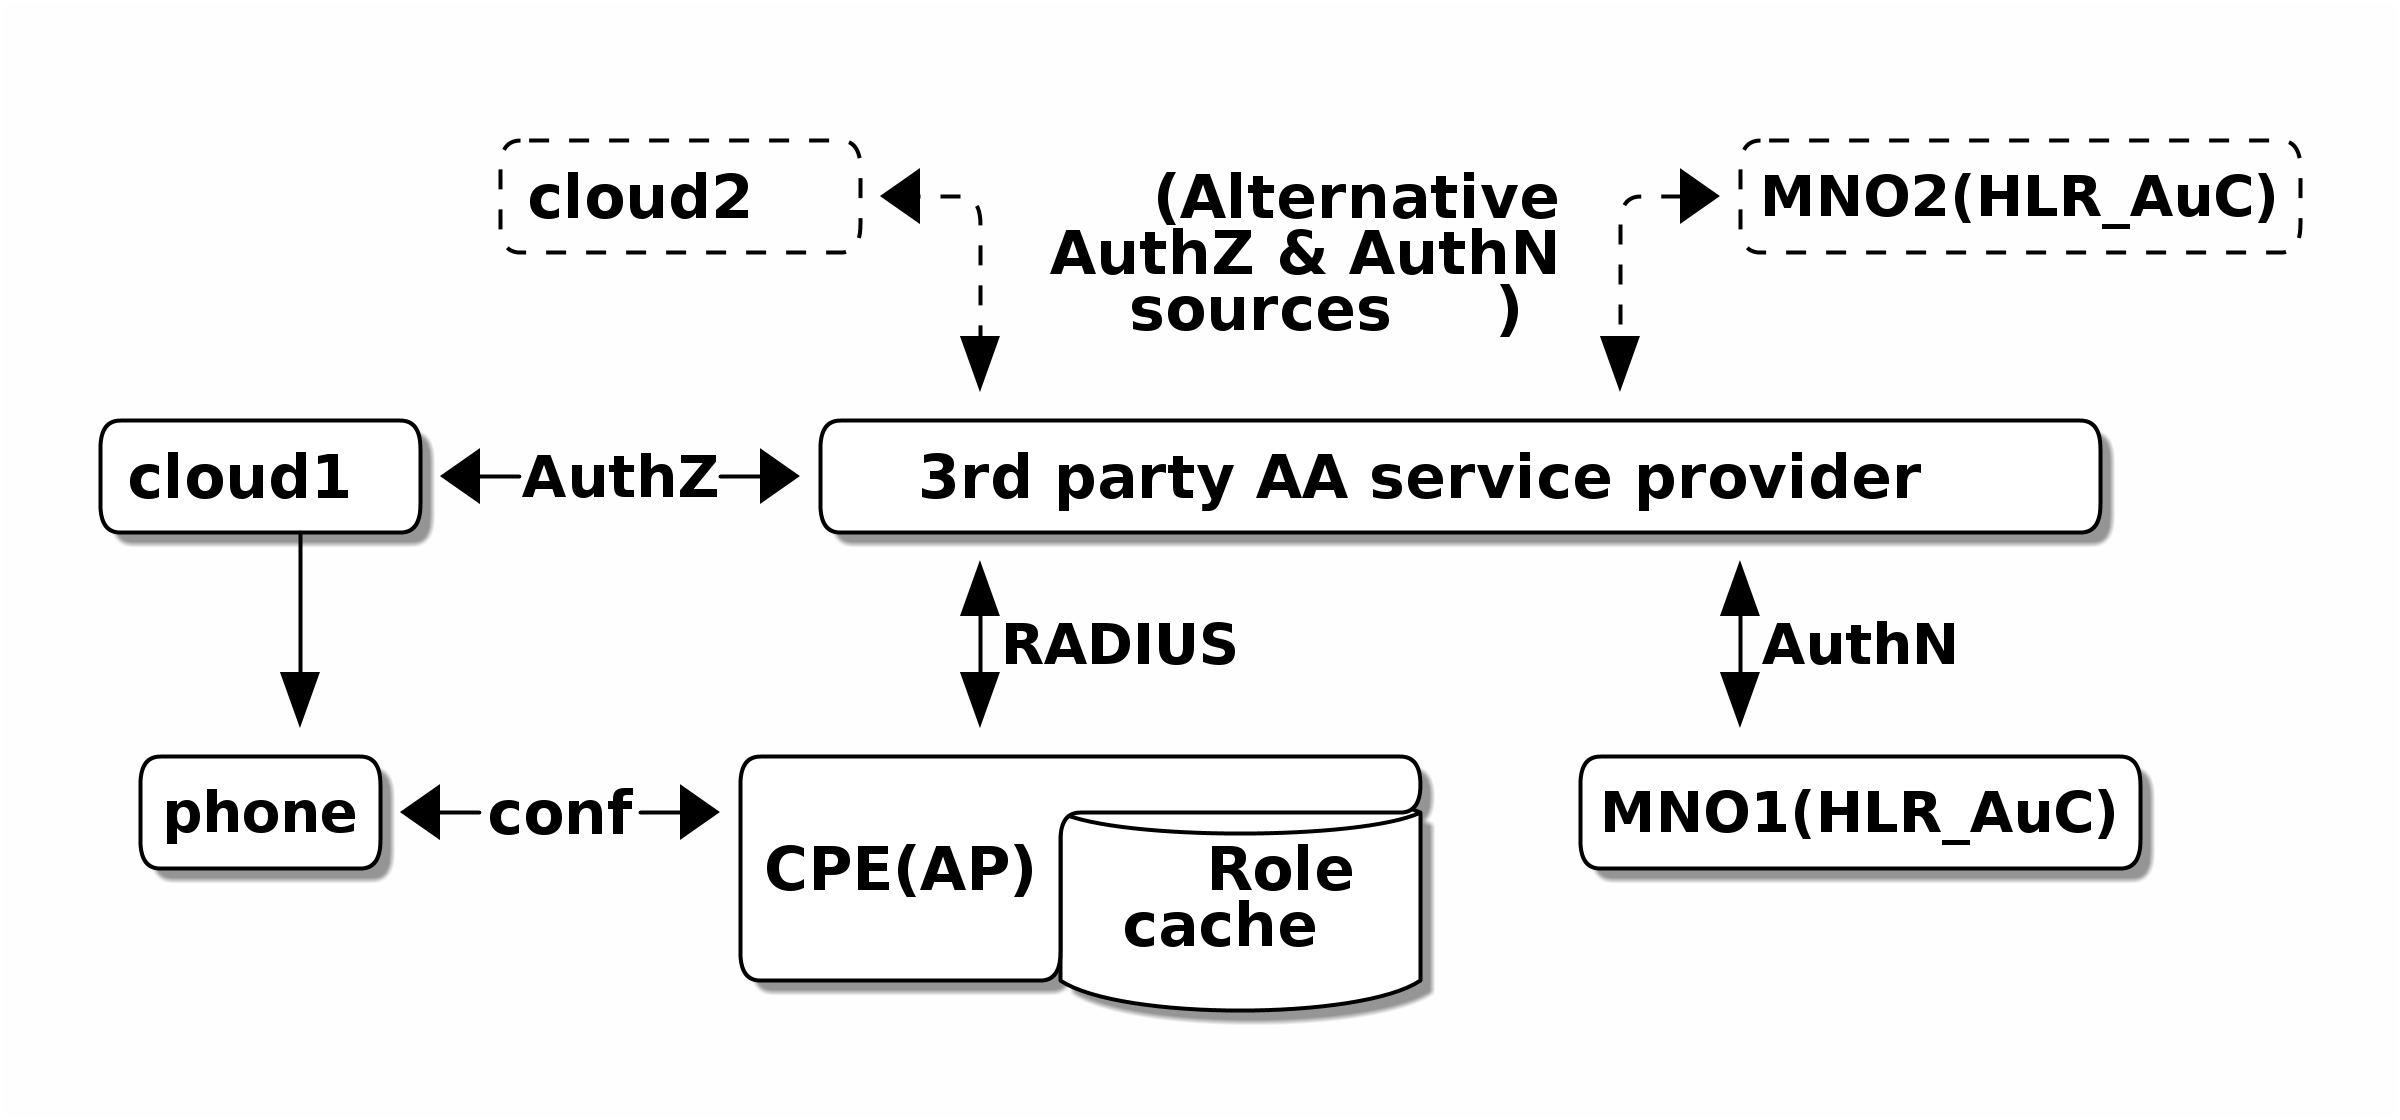 cloud2
(Alternative
AuthZ & AuthN
sources )
MNO2(HLR_AuC)
cloud1
AuthZ
3rd party AA service provider
RADIUS
AuthN
phone
conf
CPE(AP)
Role
cache
MNO1(HLR_AuC)